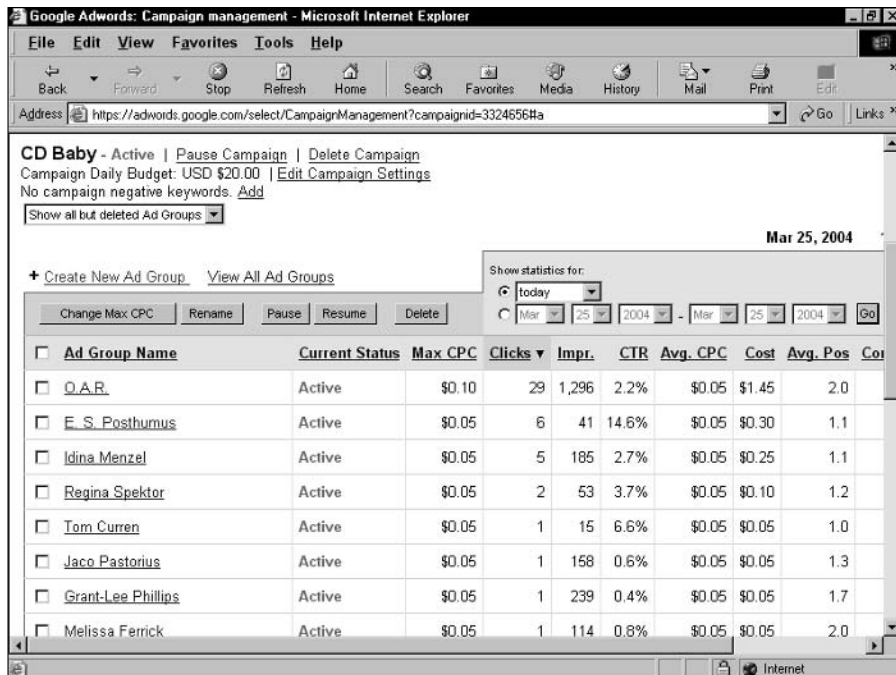 Google Adwords: Campaign management - Microsoft Internet Explorer
File Edit View Favorites Tools Help
Back Forward Stop Refresh Home Search Favorites Media History Mail Print Edit
Address https://adwords.google.com/select/CampaignManagement?campaignid=3324656#a Go Links
CD Baby - Active | Pause Campaign | Delete Campaign
Campaign Daily Budget: USD $20.00 | Edit Campaign Settings
No campaign negative keywords. Add
Show all but deleted Ad Groups
Mar 25, 2004
+ Create New Ad Group View All Ad Groups
Show statistics for:
today
Change Max CPC Rename Pause Resume Delete
Mar 25 2004 - Mar 25 2004 Go
Ad Group Name Current Status Max CPC Clicks ▼ Impr. CTR Avg. CPC Cost Avg. Pos
O.A.R. Active $0.10 29 1,296 2.2% $0.05 $1.45 2.0
E. S. Posthumus Active $0.05 6 41 14.6% $0.05 $0.30 1.1
Idina Menzel Active $0.05 5 185 2.7% $0.05 $0.25 1.1
Regina Spektor Active $0.05 2 53 3.7% $0.05 $0.10 1.2
Tom Curren Active $0.05 1 15 6.6% $0.05 $0.05 1.0
Jaco Pastorius Active $0.05 1 158 0.6% $0.05 $0.05 1.3
Grant-Lee Phillips Active $0.05 1 239 0.4% $0.05 $0.05 1.7
Melissa Ferrick Active $0.05 1 114 0.8% $0.05 $0.05 2.0
Internet